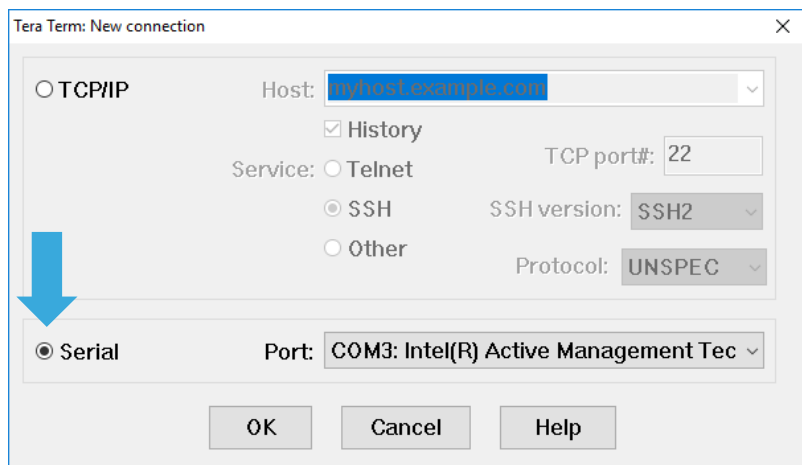 Tera Term: New connection
TCP/IP
Host: myhost.example.com
History
Service: Telnet
TCP port#: 22
SSH
SSH version: SSH2
Other
Protocol: UNSPEC
Serial
Port: COM3: Intel(R) Active Management Tec
OK Cancel Help